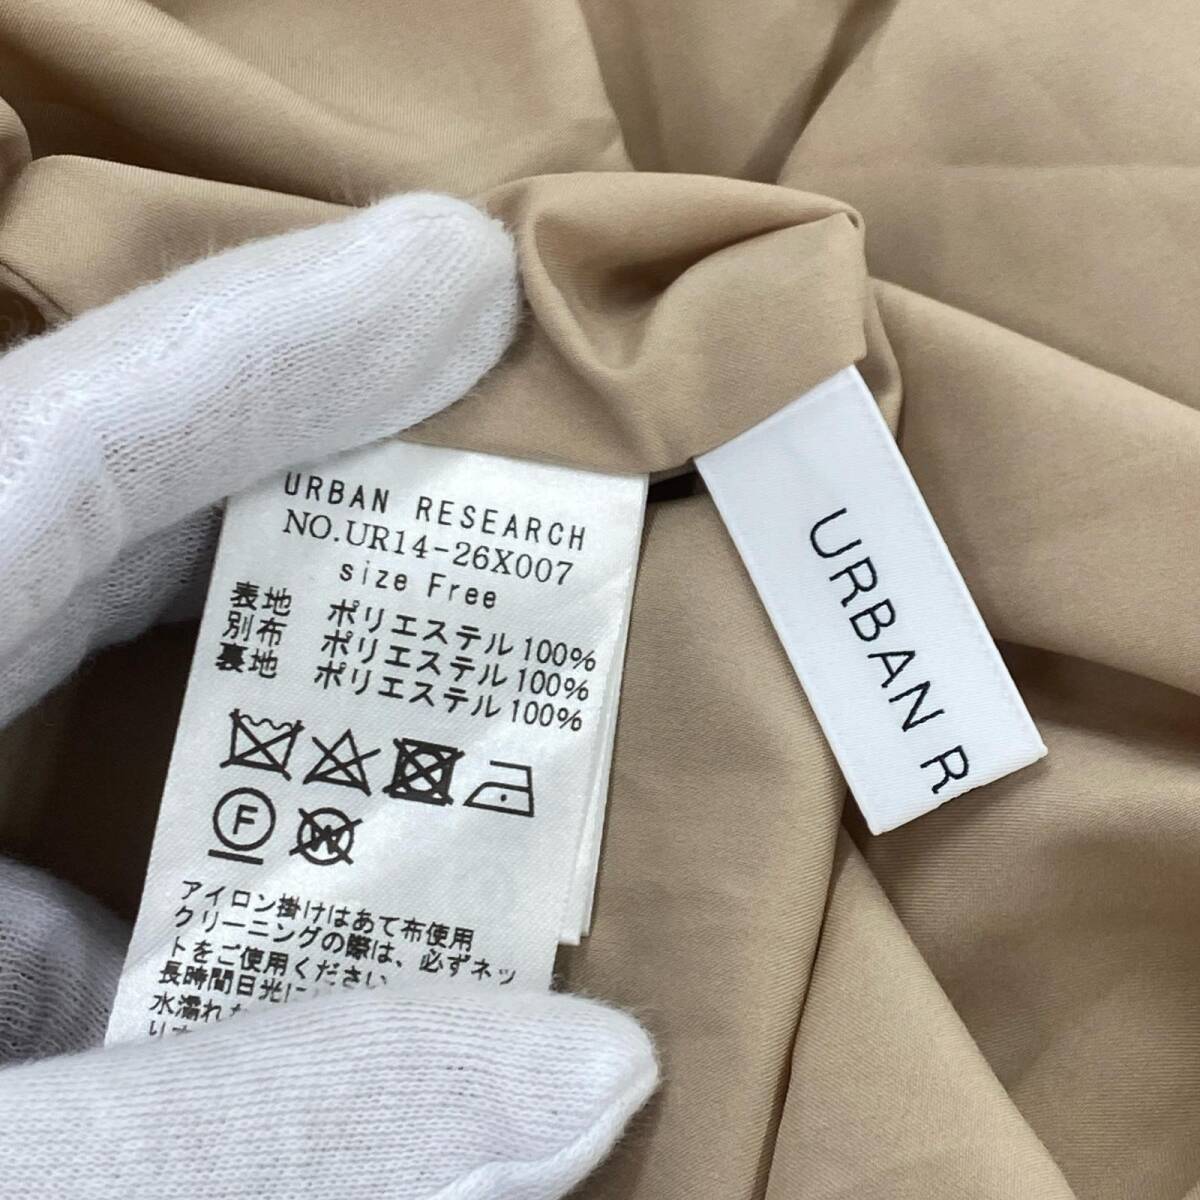 URBAN RESEARCH
NO.UR14-26X007
size Free
表地 ポリエステル100%
別布 ポリエステル100%
裏地 ポリエステル100%
F
W
アイロン掛けはあて布使用
クリーニングの際は、必ずネッ
トをご使用ください
長時間日光に
水濡れ
URBAN R